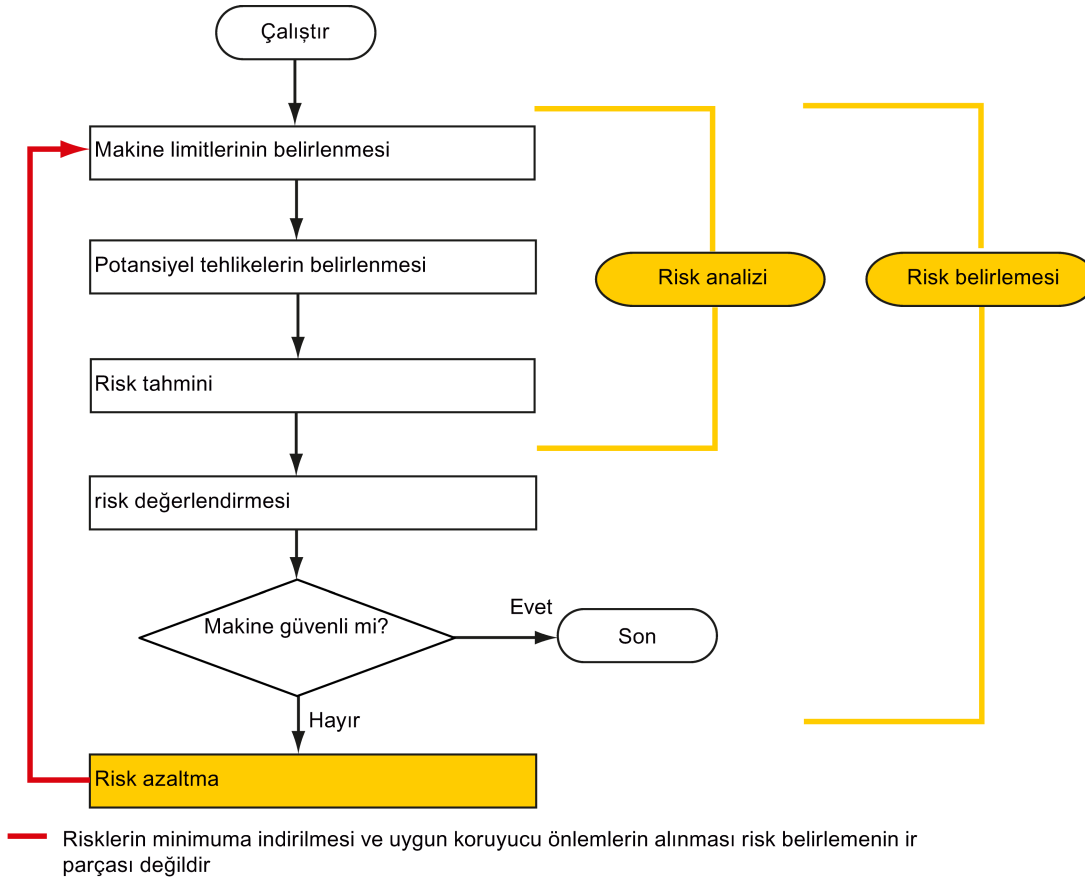 Çalıştır
Makine limitlerinin belirlenmesi
Potansiyel tehlikelerin belirlenmesi
Risk analizi
Risk belirlemesi
Risk tahmini
risk değerlendirmesi
Makine güvenli mi?
Evet
Son
Hayır
Risk azaltma
Risklerin minimuma indirilmesi ve uygun koruyucu önlemlerin alınması risk belirlemenin ir
parçası değildir